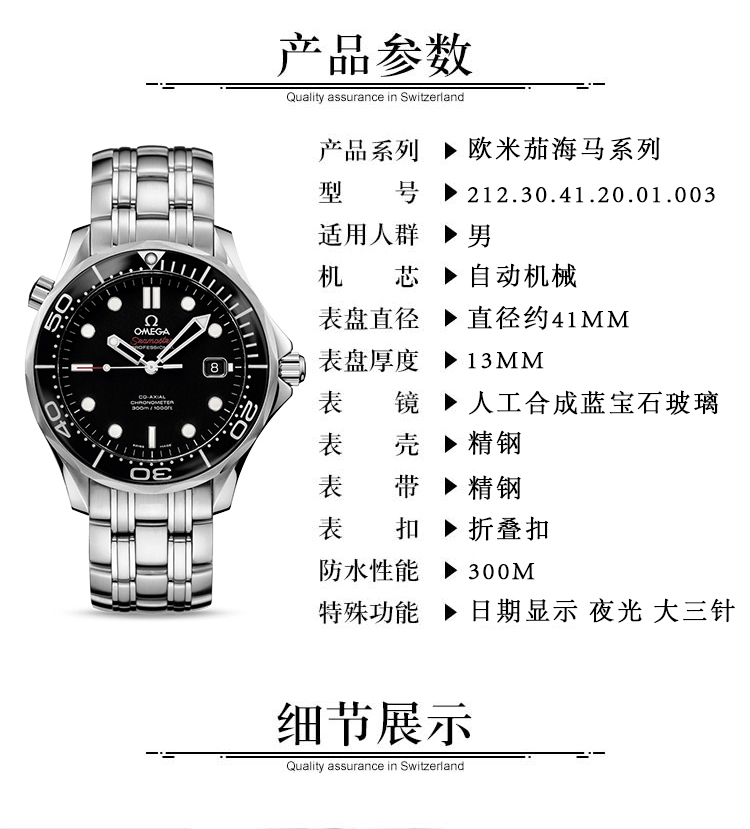 产品参数
Quality assurance in Switzerland
产品系列 ▶ 欧米茄海马系列
型 号 ▶ 212.30.41.20.01.003
适用人群 ▶ 男
机 芯 ▶ 自动机械
表盘直径 ▶ 直径约41MM
表盘厚度 ▶ 13MM
表 镜 ▶ 人工合成蓝宝石玻璃
表 壳 ▶ 精钢
表 带 ▶ 精钢
表 扣 ▶ 折叠扣
防水性能 ▶ 300M
特殊功能 ▶ 日期显示 夜光 大三针
Ω
OMEGA
Seamaster
PROFESSIONAL
8
CO-AXIAL
CHRONOMETER
300m/1000ft
SWISS MADE
50
40
30
20
细节展示
Quality assurance in Switzerland